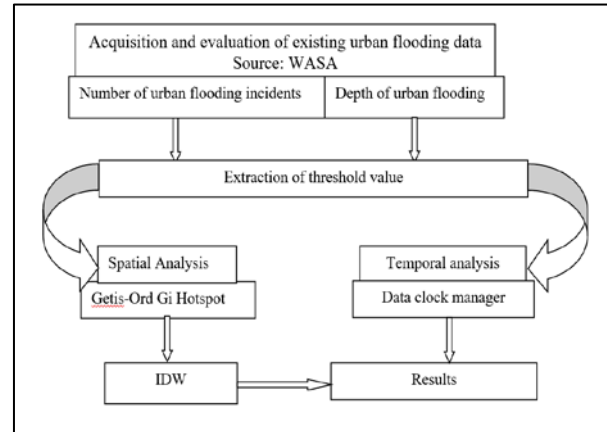 Acquisition and evaluation of existing urban flooding data
Source: WASA
Number of urban flooding incidents
Depth of urban flooding
Extraction of threshold value
Spatial Analysis
Temporal analysis
Getis-Ord Gi Hotspot
Data clock manager
IDW
Results